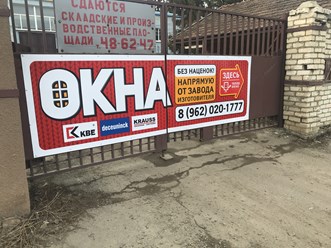 СДАЮТСЯ
СКЛАДСКИЕ И ПРОИЗ-
ВОДСТВЕННЫЕ ПЛО-
ЩАДИ 48-62-47
ОКНА
KBE
deceuninck
KRAUSS
БЕЗ НАЦЕНОК!
НАПРЯМУЮ
ОТ ЗАВОДА
ИЗГОТОВИТЕЛЯ
ЗДЕСЬ
8 (962) 020-1777